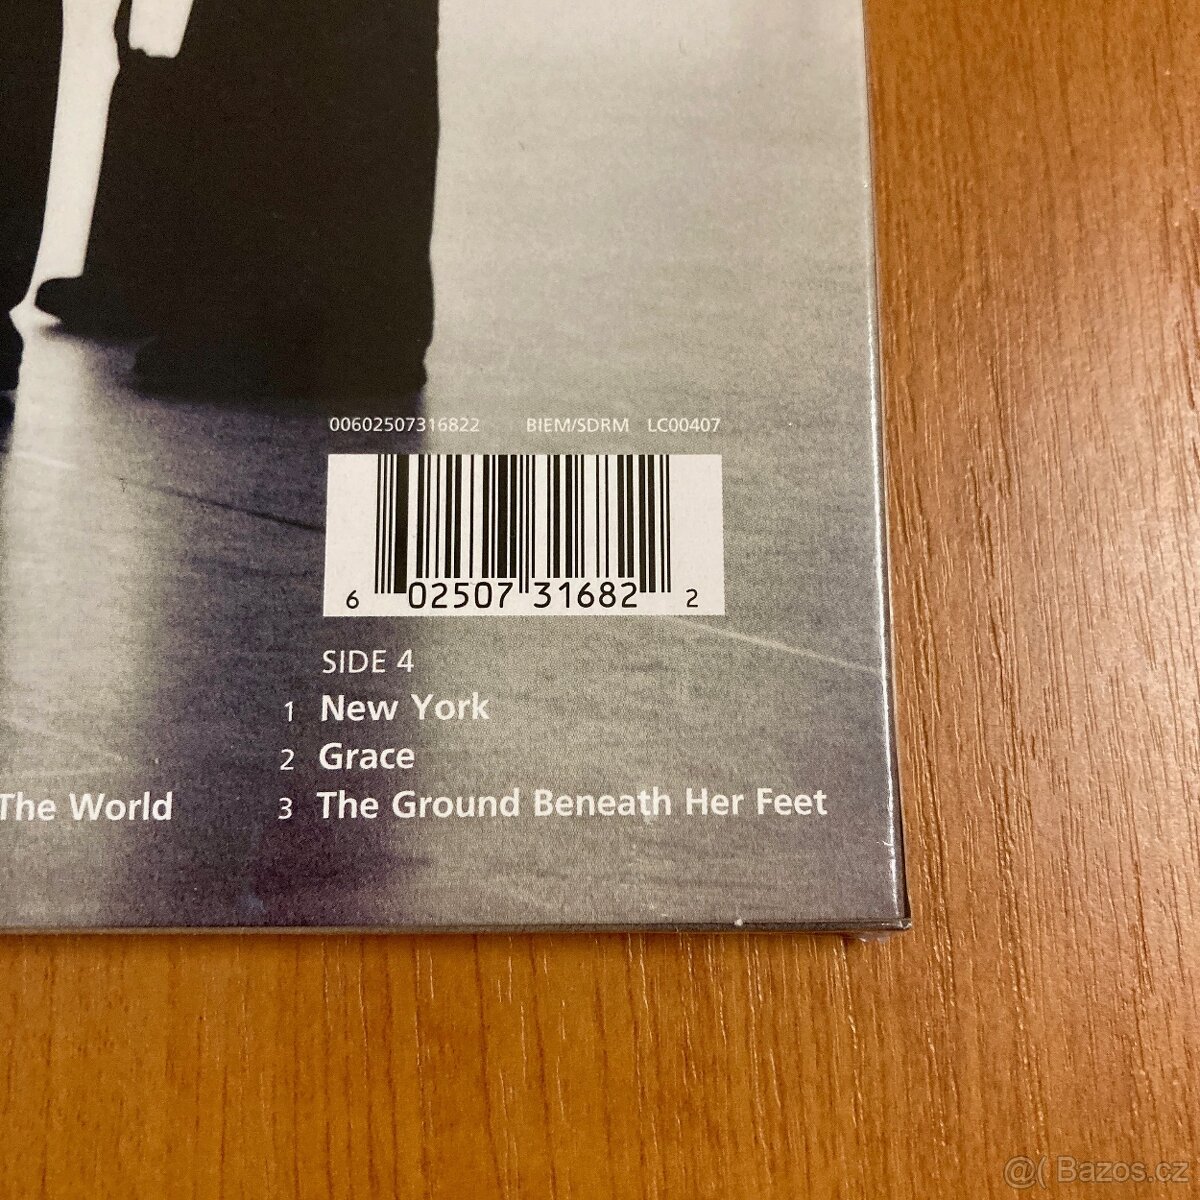 00602507316822 BIEM/SDRM LC00407
6 02507 31682 2
SIDE 4
1 New York
2 Grace
The World
3 The Ground Beneath Her Feet
@( Bazos.cz